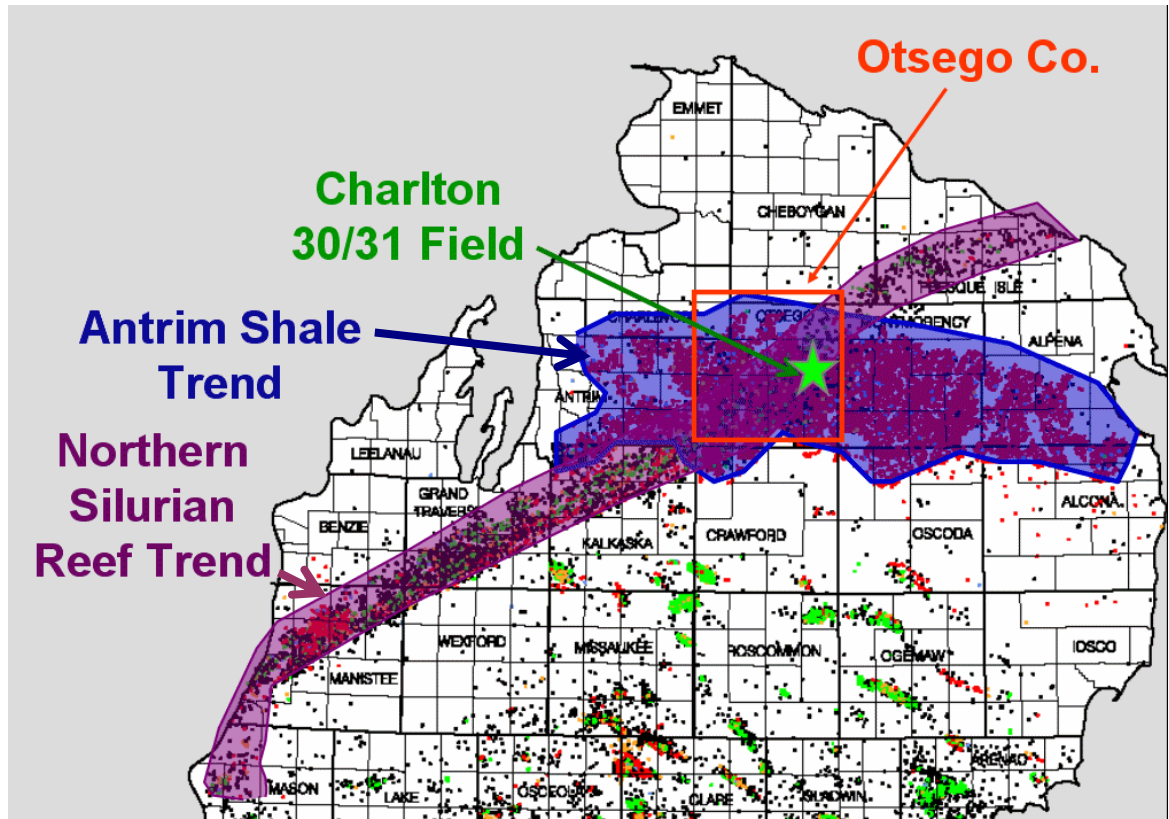 Otsego Co.
EMMET
Charlton
30/31 Field
CHEBOYGAN
PRESQUE ISLE
Antrim Shale
Trend
CHARLEVOIX
OTSEGO
MONTMORENCY
ALPENA
ANTRIM
Northern
Silurian
Reef Trend
LEELANAU
GRAND
TRAVERSE
BENZIE
KALKASKA
CRAWFORD
OSCODA
ALCONA
WEXFORD
MISSAUKEE
ROSCOMMON
OGEMAW
IOSCO
MANISTEE
MASON
LAKE
OSCEOLA
CLARE
GLADWIN
ARENAC